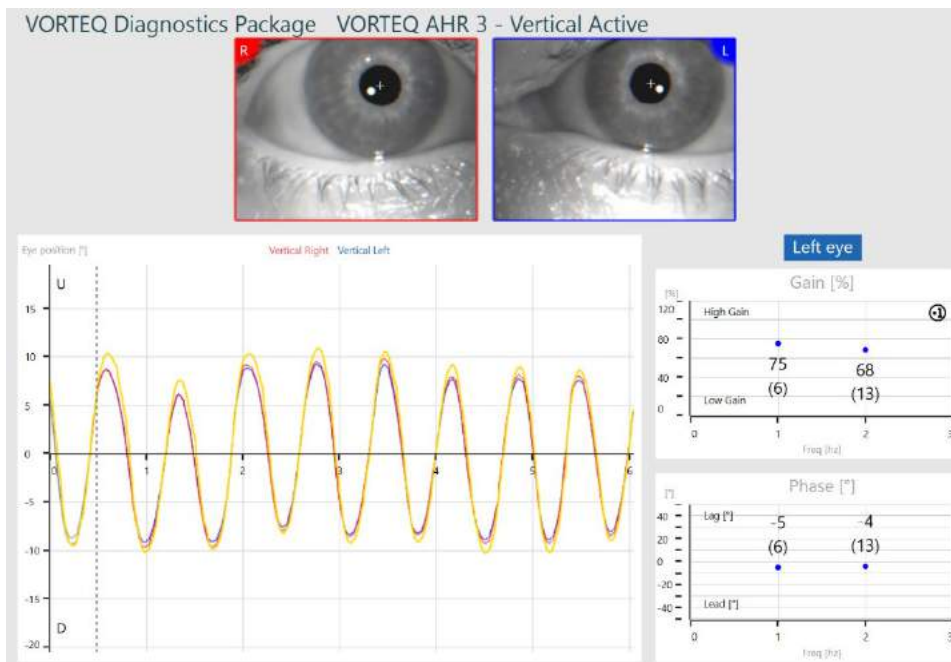 VORTEQ Diagnostics Package VORTEQ AHR 3 - Vertical Active
R
L
Eye position [°]
Vertical Right Vertical Left
U
15
10
5
0
0 1 2 3 4 5 6
-5
-10
-15
D
-20
Left eye
Gain [%]
[%]
120
High Gain
80
75 68
40
(6) (13)
Low Gain
0
0 1 2 3
Freq [hz]
Phase [°]
[°]
40
Lag [°]
-5 -4
20
(6) (13)
0
-20
-40
Lead [°]
0 1 2 3
Freq [hz]